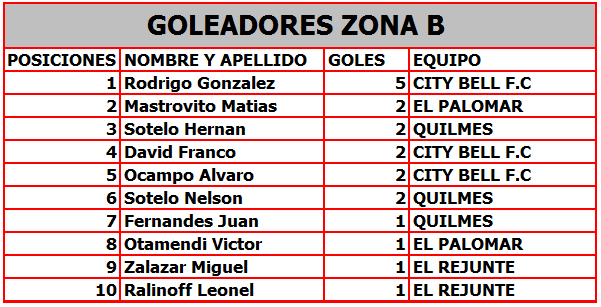 GOLEADORES ZONA B
POSICIONES NOMBRE Y APELLIDO GOLES EQUIPO
1 Rodrigo Gonzalez 5 CITY BELL F.C
2 Mastrovito Matias 2 EL PALOMAR
3 Sotelo Hernan 2 QUILMES
4 David Franco 2 CITY BELL F.C
5 Ocampo Alvaro 2 CITY BELL F.C
6 Sotelo Nelson 2 QUILMES
7 Fernandes Juan 1 QUILMES
8 Otamendi Victor 1 EL PALOMAR
9 Zalazar Miguel 1 EL REJUNTE
10 Ralinoff Leonel 1 EL REJUNTE